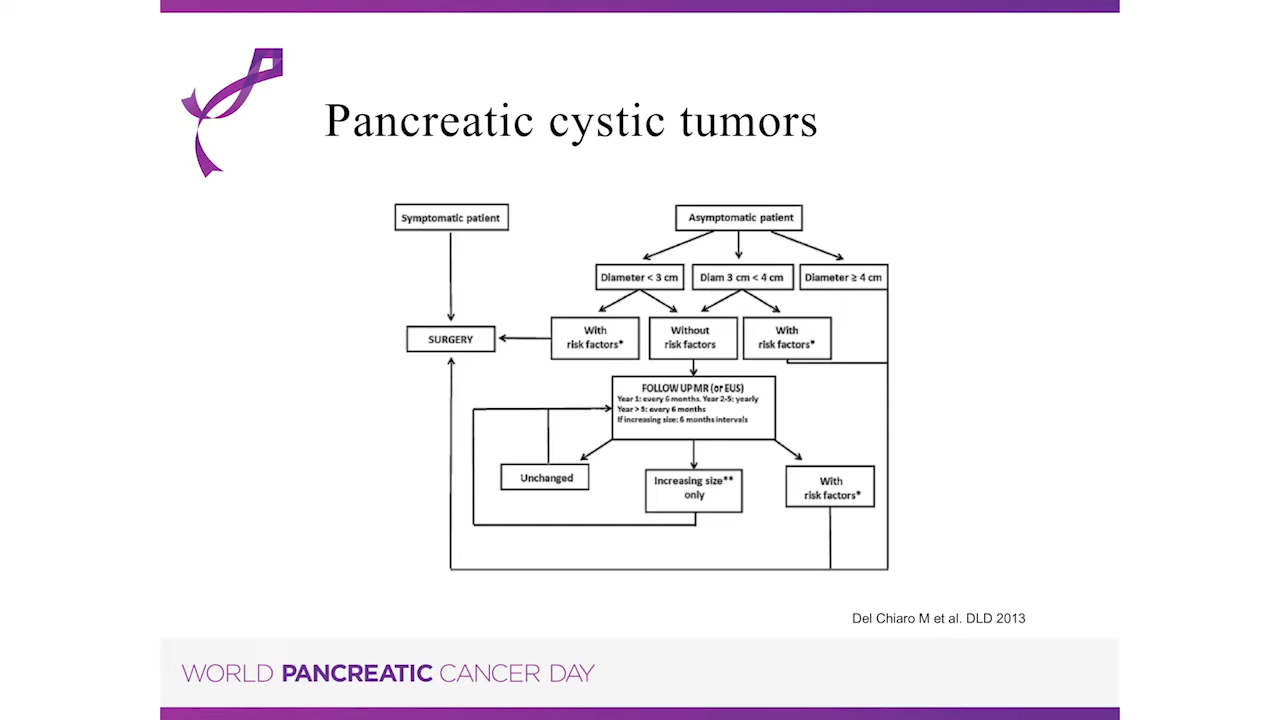 Pancreatic cystic tumors
Symptomatic patient
Asymptomatic patient
Diameter < 3 cm
Diam 3 cm < 4 cm
Diameter ≥ 4 cm
SURGERY
With
risk factors*
Without
risk factors
With
risk factors*
FOLLOW UP MR (or EUS)
Year 1: every 6 months. Year 2-5: yearly
Year > 5: every 6 months
If increasing size: 6 months intervals
Unchanged
Increasing size**
only
With
risk factors*
Del Chiaro M et al. DLD 2013
WORLD PANCREATIC CANCER DAY